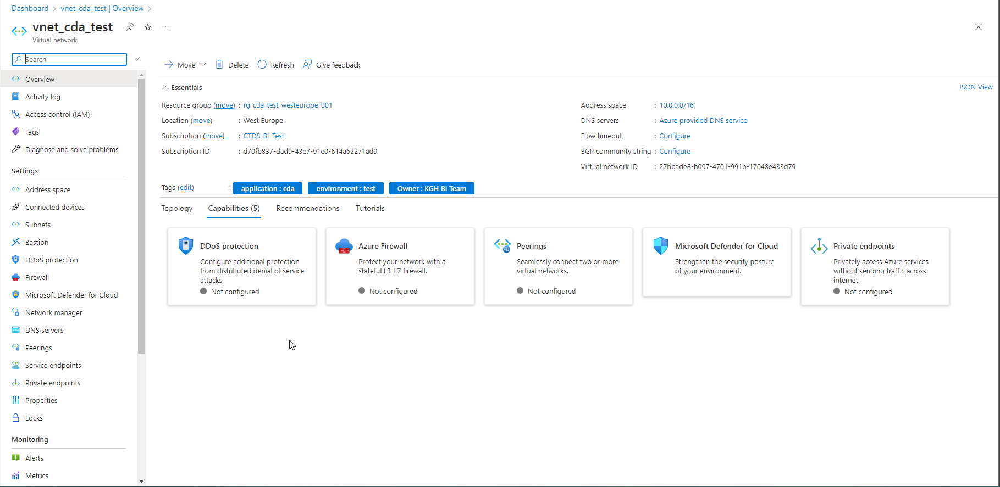 Dashboard > vnet_cda_test | Overview >
vnet_cda_test ...
Virtual network
Search «
Overview
Activity log
Access control (IAM)
Tags
Diagnose and solve problems
Settings
Address space
Connected devices
Subnets
Bastion
DDoS protection
Firewall
Microsoft Defender for Cloud
Network manager
DNS servers
Peerings
Service endpoints
Private endpoints
Properties
Locks
Monitoring
Alerts
Metrics
Move Delete Refresh Give feedback
Essentials JSON View
Resource group (move) : rg-cda-test-westeurope-001
Location (move) : West Europe
Subscription (move) : CTDS-BI-Test
Subscription ID : d70fb837-dad9-43e7-91e0-614a62271ad9
Address space : 10.0.0.0/16
DNS servers : Azure provided DNS service
Flow timeout : Configure
BGP community string : Configure
Virtual network ID : 27bbade8-b097-4701-991b-17048e433d79
Tags (edit) : application : cda environment : test Owner : KGH BI Team
Topology Capabilities (5) Recommendations Tutorials
DDoS protection
Configure additional protection
from distributed denial of service
attacks.
Not configured
Azure Firewall
Protect your network with a
stateful L3-L7 firewall.
Not configured
Peerings
Seamlessly connect two or more
virtual networks.
Not configured
Microsoft Defender for Cloud
Strengthen the security posture
of your environment.
Private endpoints
Privately access Azure services
without sending traffic across
internet.
Not configured